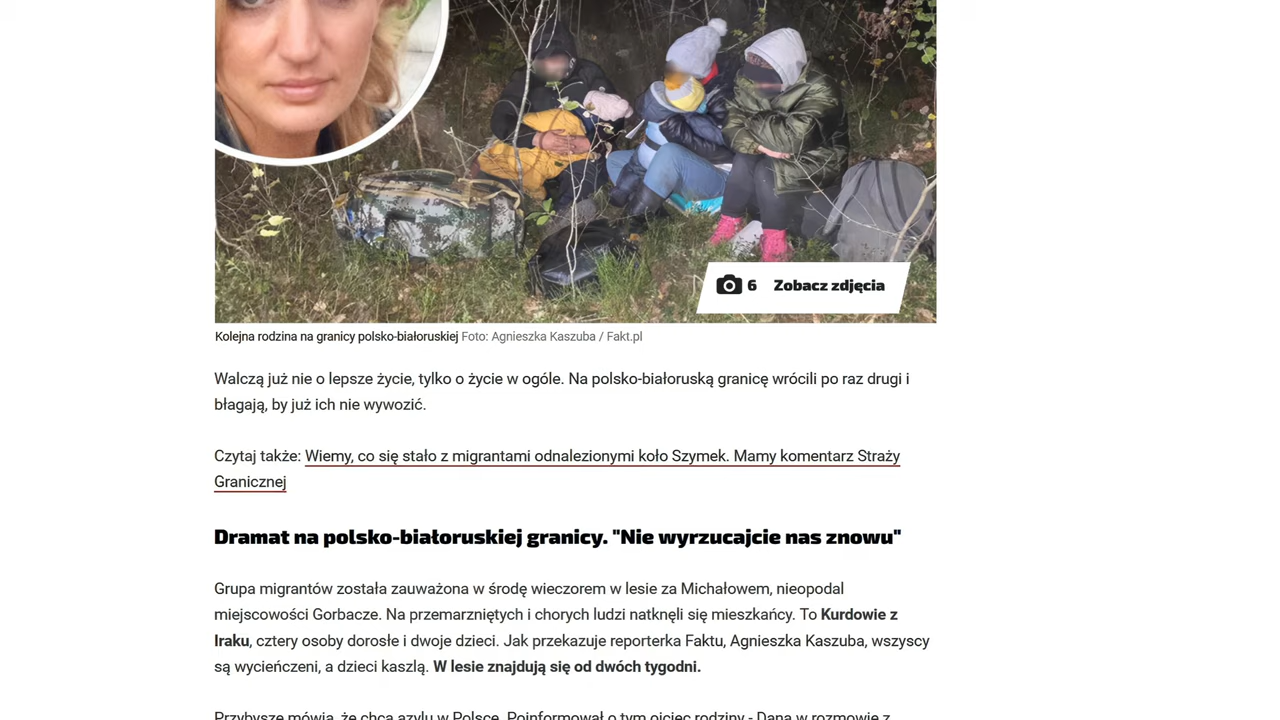 6 Zobacz zdjęcia
Kolejna rodzina na granicy polsko-białoruskiej Foto: Agnieszka Kaszuba / Fakt.pl
Walczą już nie o lepsze życie, tylko o życie w ogóle. Na polsko-białoruską granicę wrócili po raz drugi i
błagają, by już ich nie wywozić.
Czytaj także: Wiemy, co się stało z migrantami odnalezionymi koło Szymek. Mamy komentarz Straży
Granicznej
Dramat na polsko-białoruskiej granicy. "Nie wyrzucajcie nas znowu"
Grupa migrantów została zauważona w środę wieczorem w lesie za Michałowem, nieopodal
miejscowości Gorbacze. Na przemarzniętych i chorych ludzi natknęli się mieszkańcy. To Kurdowie z
Iraku, cztery osoby dorosłe i dwoje dzieci. Jak przekazuje reporterka Faktu, Agnieszka Kaszuba, wszyscy
są wycieńczeni, a dzieci kaszlą. W lesie znajdują się od dwóch tygodni.
Przybysze mówią, że chcą azylu w Polsce. Poinformował o tym ojciec rodziny - Dana w rozmowie z